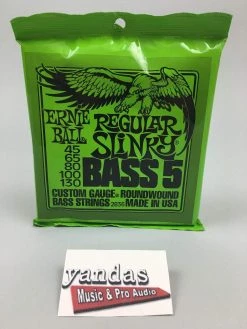 ERNIE BALL
REGULAR
SLINKY
45
65
80
100
130
BASS 5
CUSTOM GAUGE ROUNDWOUND
BASS STRINGS 2836 MADE IN USA
yandas
Music & Pro Audio